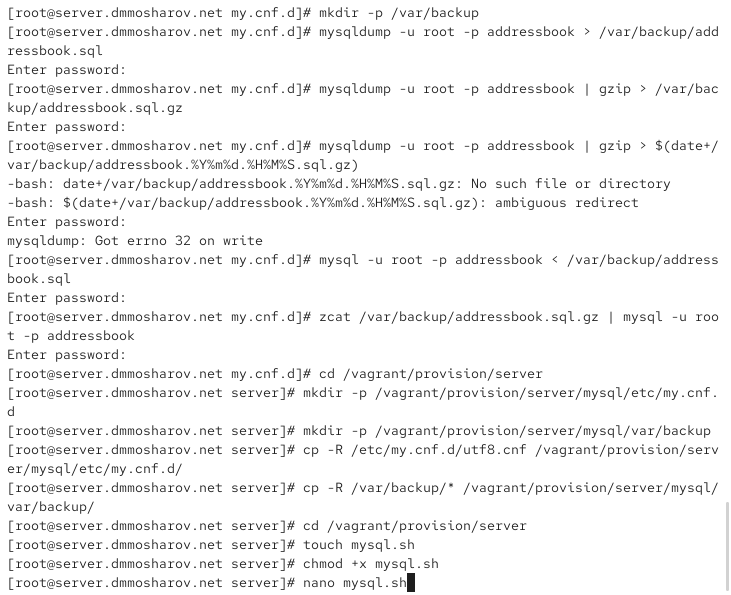 [root@server.dmmosharov.net my.cnf.d]# mkdir -p /var/backup
[root@server.dmmosharov.net my.cnf.d]# mysqldump -u root -p addressbook > /var/backup/add
ressbook.sql
Enter password:
[root@server.dmmosharov.net my.cnf.d]# mysqldump -u root -p addressbook | gzip > /var/bac
kup/addressbook.sql.gz
Enter password:
[root@server.dmmosharov.net my.cnf.d]# mysqldump -u root -p addressbook | gzip > $(date+/
var/backup/addressbook.%Y%m%d.%H%M%S.sql.gz)
-bash: date+/var/backup/addressbook.%Y%m%d.%H%M%S.sql.gz: No such file or directory
-bash: $(date+/var/backup/addressbook.%Y%m%d.%H%M%S.sql.gz): ambiguous redirect
Enter password:
mysqldump: Got errno 32 on write
[root@server.dmmosharov.net my.cnf.d]# mysql -u root -p addressbook < /var/backup/address
book.sql
Enter password:
[root@server.dmmosharov.net my.cnf.d]# zcat /var/backup/addressbook.sql.gz | mysql -u roo
t -p addressbook
Enter password:
[root@server.dmmosharov.net my.cnf.d]# cd /vagrant/provision/server
[root@server.dmmosharov.net server]# mkdir -p /vagrant/provision/server/mysql/etc/my.cnf.
d
[root@server.dmmosharov.net server]# mkdir -p /vagrant/provision/server/mysql/var/backup
[root@server.dmmosharov.net server]# cp -R /etc/my.cnf.d/utf8.cnf /vagrant/provision/serv
er/mysql/etc/my.cnf.d/
[root@server.dmmosharov.net server]# cp -R /var/backup/* /vagrant/provision/server/mysql/
var/backup/
[root@server.dmmosharov.net server]# cd /vagrant/provision/server
[root@server.dmmosharov.net server]# touch mysql.sh
[root@server.dmmosharov.net server]# chmod +x mysql.sh
[root@server.dmmosharov.net server]# nano mysql.sh